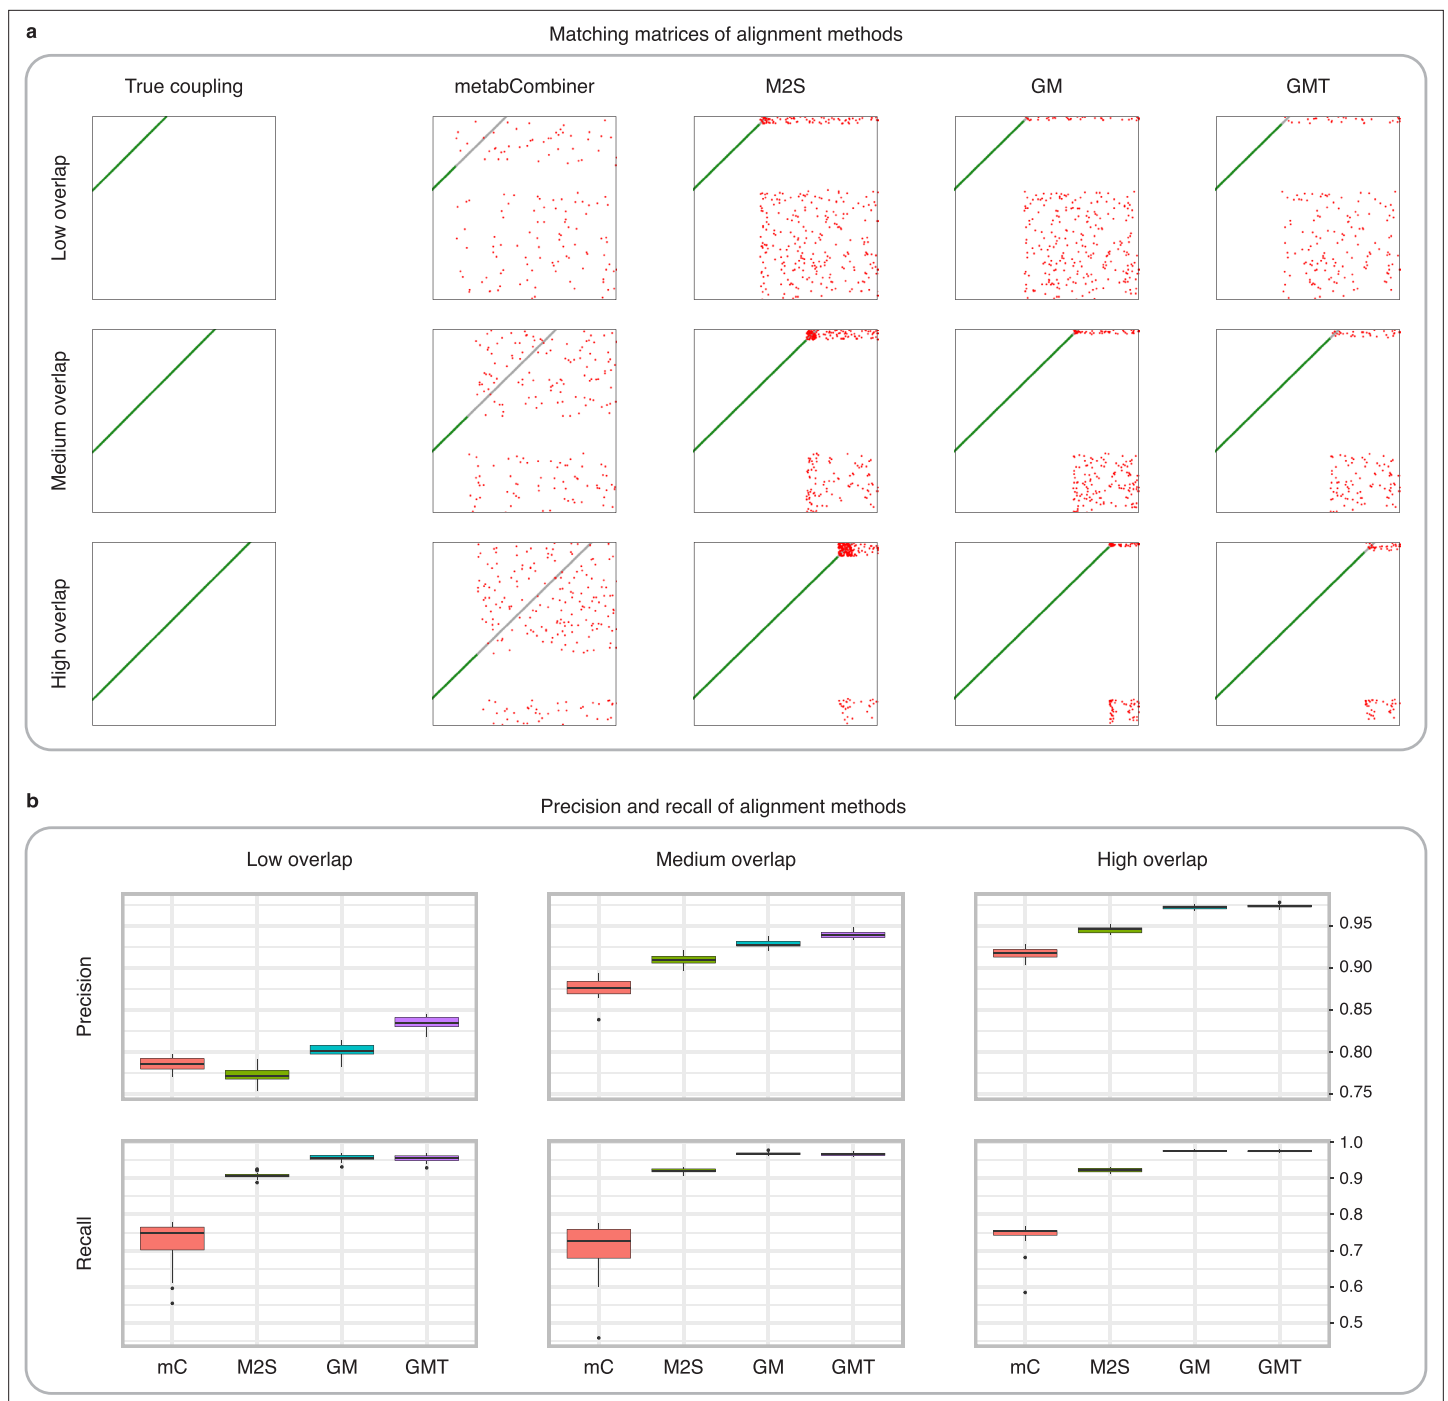 a
Matching matrices of alignment methods
True coupling
metabCombiner
M2S
GM
GMT
Low overlap
Medium overlap
High overlap
b
Precision and recall of alignment methods
Low overlap
Medium overlap
High overlap
Precision
0.95
0.90
0.85
0.80
0.75
Recall
1.0
0.9
0.8
0.7
0.6
0.5
mC M2S GM GMT
mC M2S GM GMT
mC M2S GM GMT